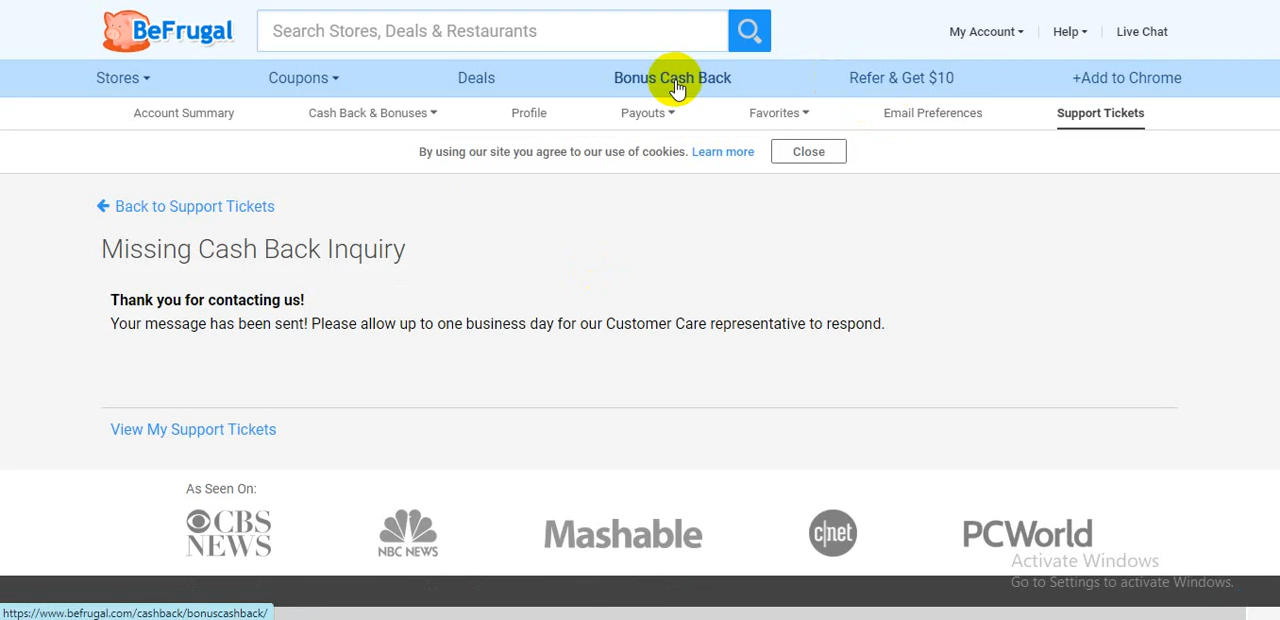 BeFrugal
Search Stores, Deals & Restaurants
My Account
Help
Live Chat
Stores
Coupons
Deals
Bonus Cash Back
Refer & Get $10
+Add to Chrome
Account Summary
Cash Back & Bonuses
Profile
Payouts
Favorites
Email Preferences
Support Tickets
By using our site you agree to our use of cookies. Learn more
Close
Back to Support Tickets
Missing Cash Back Inquiry
Thank you for contacting us!
Your message has been sent! Please allow up to one business day for our Customer Care representative to respond.
View My Support Tickets
As Seen On:
CBS NEWS
NBC NEWS
Mashable
c|net
PCWorld
Activate Windows
Go to Settings to activate Windows.
https://www.befrugal.com/cashback/bonuscashback/